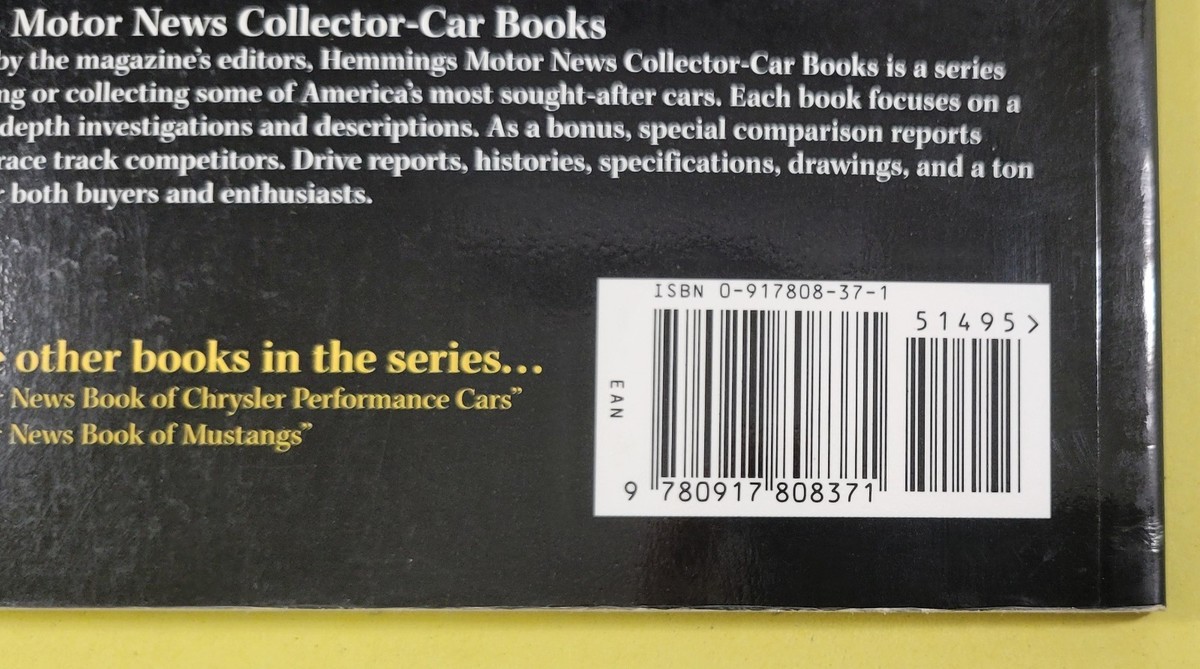 Motor News Collector-Car Books
by the magazine's editors, Hemmings Motor News Collector-Car Books is a series
ng or collecting some of America's most sought-after cars. Each book focuses on a
depth investigations and descriptions. As a bonus, special comparison reports
race track competitors. Drive reports, histories, specifications, drawings, and a ton
both buyers and enthusiasts.
other books in the series...
News Book of Chrysler Performance Cars”
News Book of Mustangs”
ISBN 0-917808-37-1
51495>
EAN
9 780917 808371